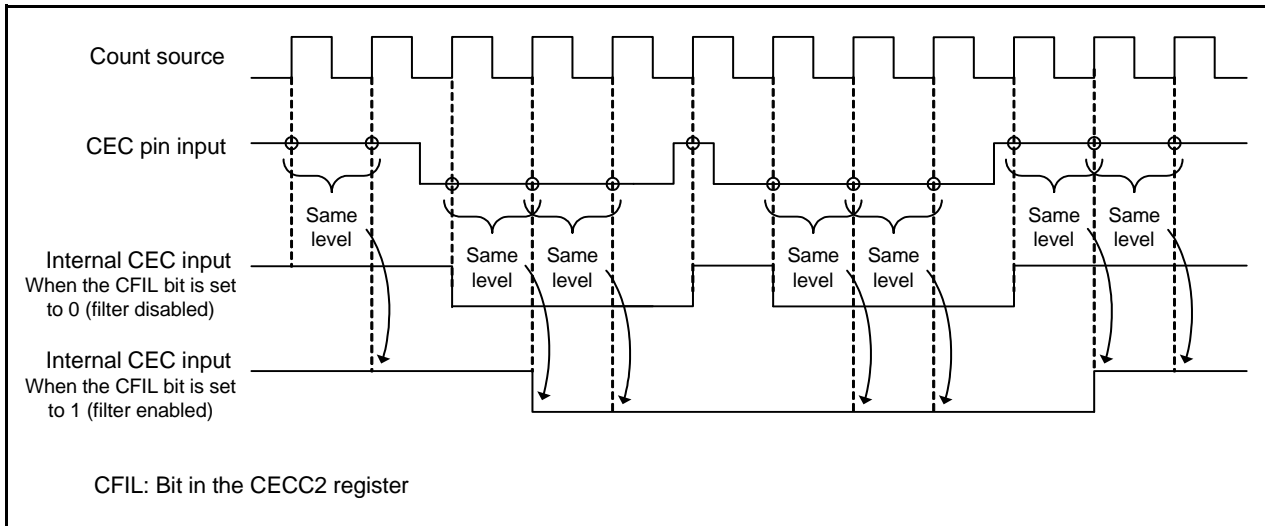 Count source
CEC pin input
Same
level
Same
level
Same
level
Same
level
Same
level
Same
level
Same
level
Internal CEC input
When the CFIL bit is set
to 0 (filter disabled)
Internal CEC input
When the CFIL bit is set
to 1 (filter enabled)
CFIL: Bit in the CECC2 register